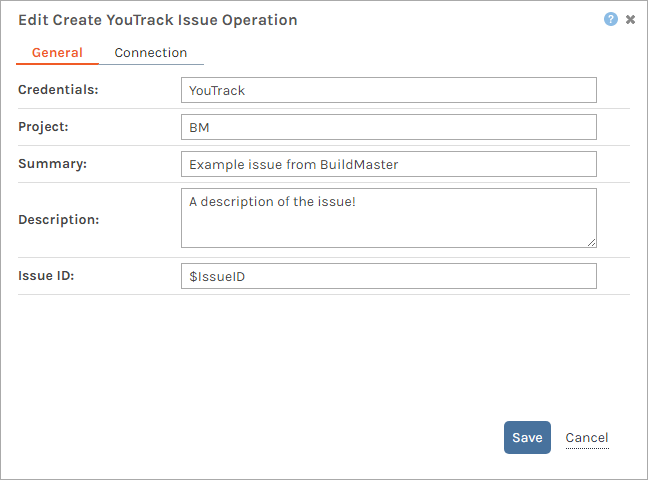 Edit Create YouTrack Issue Operation
?
General Connection
Credentials: YouTrack
Project: BM
Summary: Example issue from BuildMaster
Description: A description of the issue!
Issue ID: $IssueID
Save Cancel